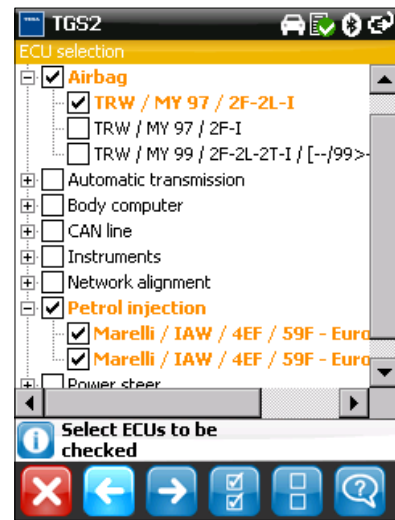 TGS2
ECU selection
Airbag
TRW / MY 97 / 2F-2L-I
TRW / MY 97 / 2F-I
TRW / MY 99 / 2F-2L-2T-I / [--/99>-
Automatic transmission
Body computer
CAN line
Instruments
Network alignment
Petrol injection
Marelli / IAW / 4EF / 59F - Euro
Marelli / IAW / 4EF / 59F - Euro
Power steer
Select ECUs to be
checked